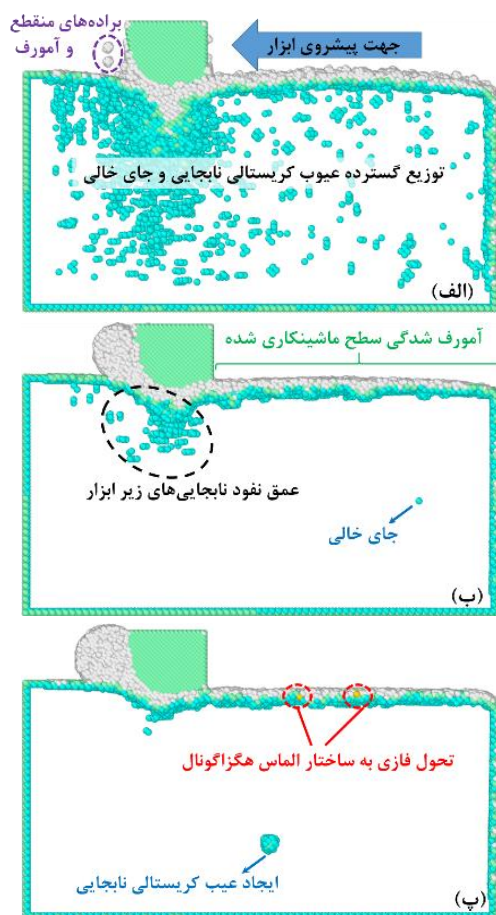 براده‌های منقطع
و آمورف
جهت پیشروی ابزار
توزیع گسترده عیوب کریستالی نابجایی و جای خالی
(الف)
آمورف شدگی سطح ماشینکاری شده
عمق نفوذ نابجایی‌های زیر ابزار
جای خالی
(ب)
تحول فازی به ساختار الماس هگزاگونال
ایجاد عیب کریستالی نابجایی
(پ)